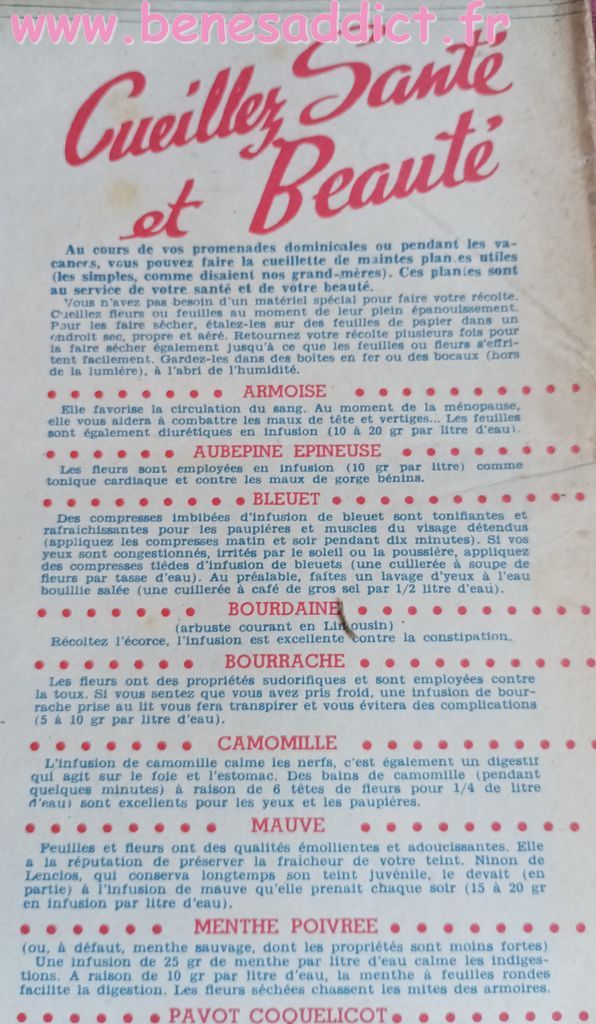 www.benesaddict.fr
Cueillez Santé
et Beauté
Au cours de vos promenades dominicales ou pendant les va-
cances, vous pouvez faire la cueillette de maintes plantes utiles
(les simples, comme disaient nos grand-mères). Ces plantes sont
au service de votre santé et de votre beauté.
Vous n'avez pas besoin d'un matériel spécial pour faire votre récolte.
Cueillez fleurs ou feuilles au moment de leur plein épanouissement.
Pour les faire sécher, étalez-les sur des feuilles de papier dans un
endroit sec, propre et aéré. Retournez votre récolte plusieurs fois pour
la faire sécher également jusqu'à ce que les feuilles ou fleurs s'effri-
tent facilement. Gardez-les dans des boites en fer ou des bocaux (hors
de la lumière), à l'abri de l'humidité.
ARMOISE
Elle favorise la circulation du sang. Au moment de la ménopause,
elle vous aidera à combattre les maux de tête et vertiges... Les feuilles
sont également diurétiques en infusion (10 à 20 gr par litre d'eau).
AUBEPINE EPINEUSE
Les fleurs sont employées en infusion (10 gr par litre) comme
tonique cardiaque et contre les maux de gorge bénins.
BLEUET
Des compresses imbibées d'infusion de bleuet sont tonifiantes et
rafraichissantes pour les paupières et muscles du visage détendus
(appliquez les compresses matin et soir pendant dix minutes). Si vos
yeux sont congestionnés, irrités par le soleil ou la poussière, appliquez
des compresses tièdes d'infusion de bleuets (une cuillerée à soupe de
fleurs par tasse d'eau). Au préalable, faites un lavage d'yeux à l'eau
bouillie salée (une cuillerée à café de gros sel par 1/2 litre d'eau).
BOURDAINE
(arbuste courant en Limousin)
Récoltez l'écorce, l'infusion est excellente contre la constipation.
BOURRACHE
Les fleurs ont des propriétés sudorifiques et sont employées contre
la toux. Si vous sentez que vous avez pris froid, une infusion de bour-
rache prise au lit vous fera transpirer et vous évitera des complications
(5 à 10 gr par litre d'eau).
CAMOMILLE
L'infusion de camomille calme les nerfs, c'est également un digestif
qui agit sur le foie et l'estomac. Des bains de camomille (pendant
quelques minutes) à raison de 6 têtes de fleurs pour 1/4 de litre
d'eau) sont excellents pour les yeux et les paupières.
MAUVE
Feuilles et fleurs ont des qualités émollientes et adoucissantes. Elle
a la réputation de préserver la fraicheur de votre teint. Ninon de
Lenclos, qui conserva longtemps son teint juvénile, le devait (en
partie) à l'infusion de mauve qu'elle prenait chaque soir (15 à 20 gr
en infusion par litre d'eau).
MENTHE POIVREE
(ou, à défaut, menthe sauvage, dont les propriétés sont moins fortes)
Une infusion de 25 gr de menthe par litre d'eau calme les indiges-
tions. A raison de 10 gr par litre d'eau, la menthe à feuilles rondes
facilite la digestion. Les fleurs séchées chassent les mites des armoires.
PAVOT COQUELICOT